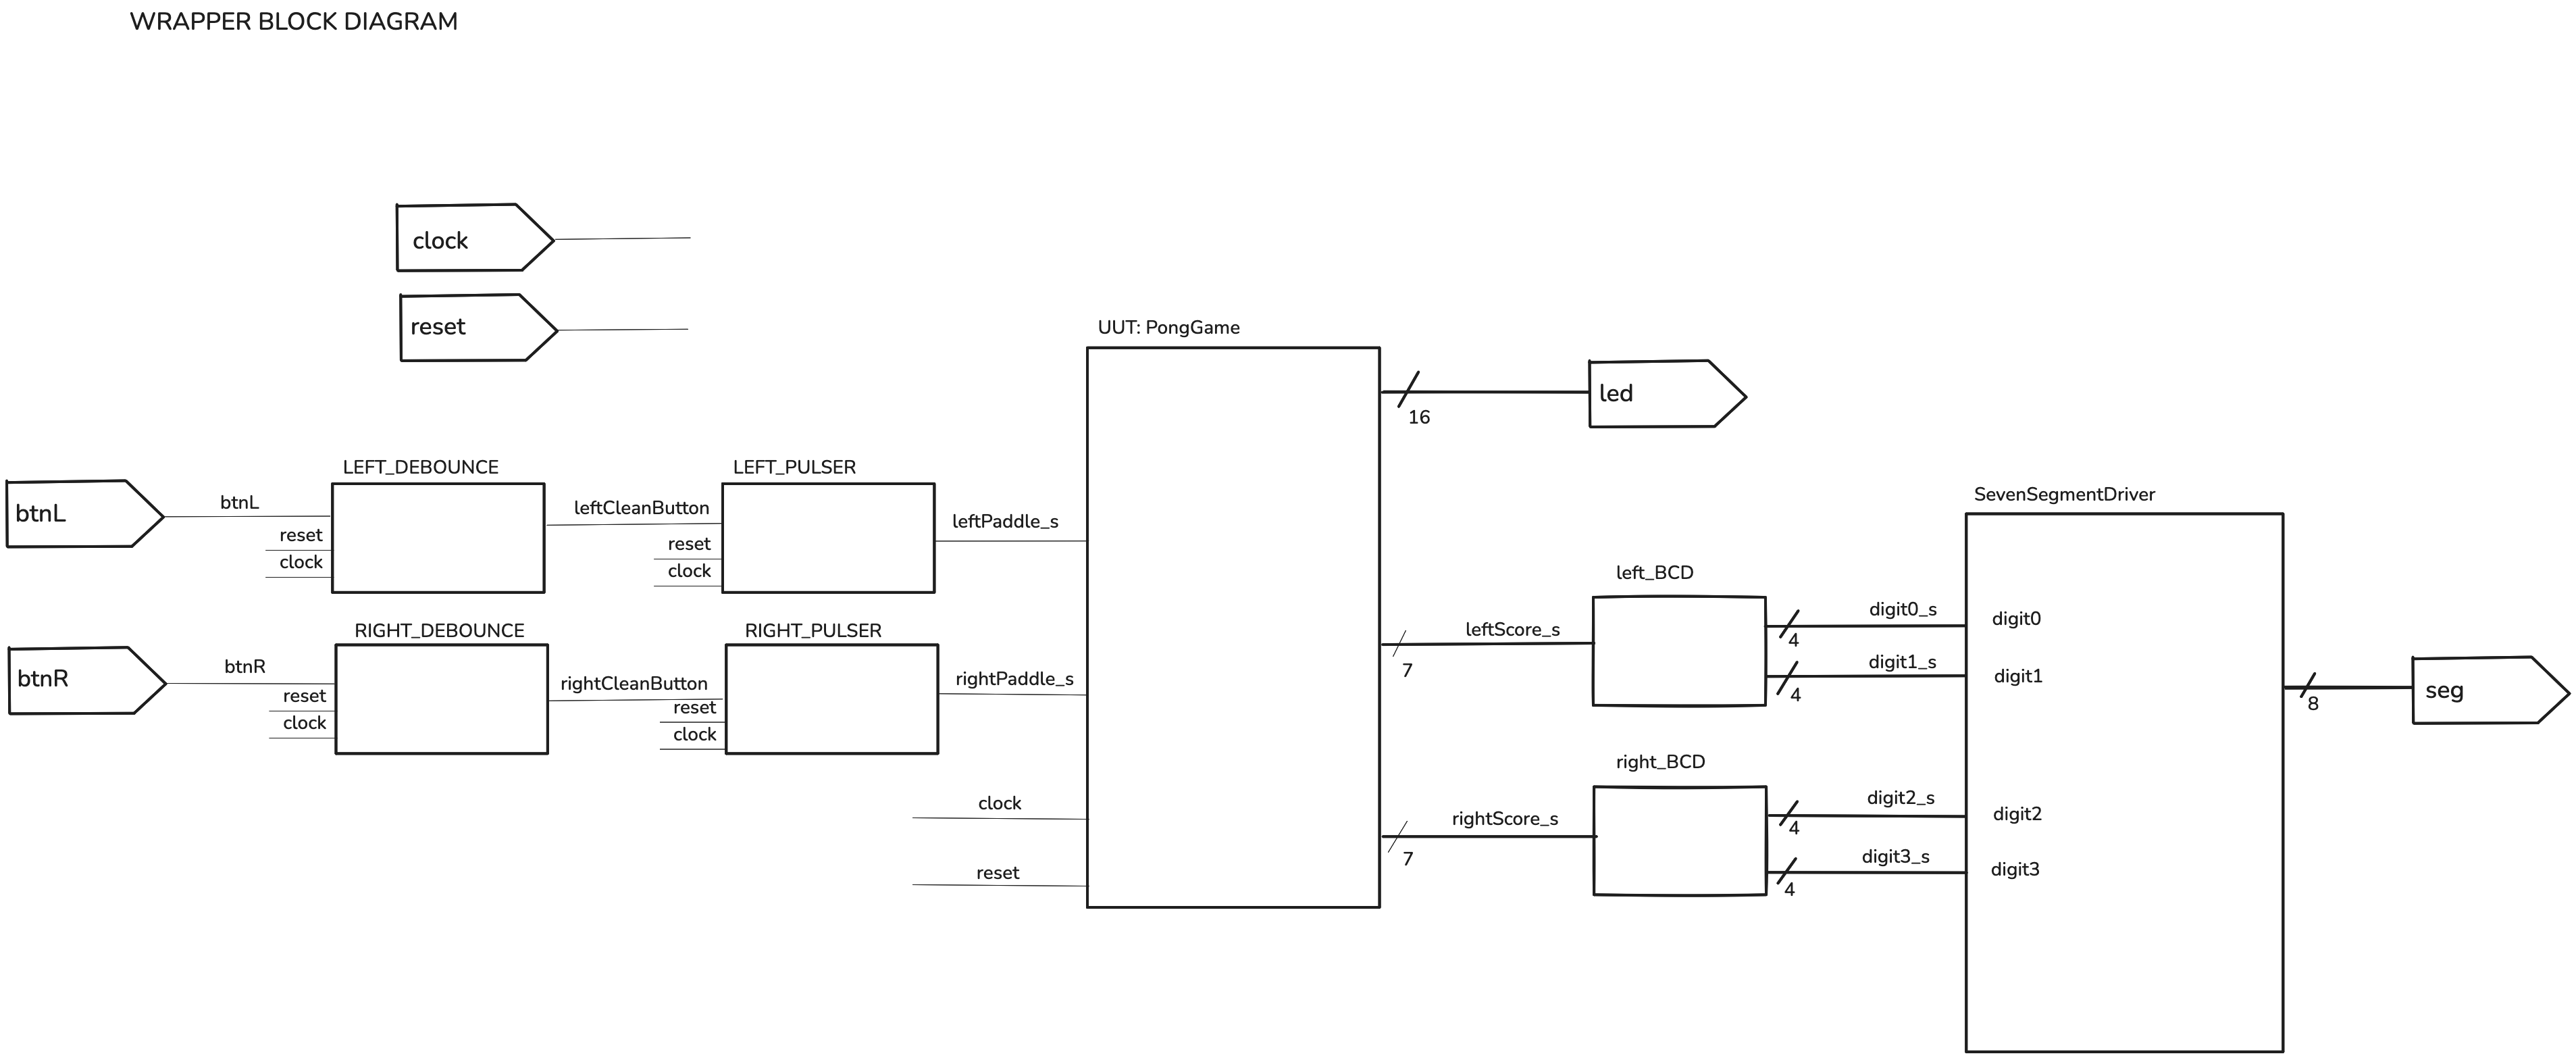 WRAPPER BLOCK DIAGRAM
clock
reset
UUT: PongGame
led
16
LEFT_DEBOUNCE
LEFT_PULSER
btnL
btnL
reset
clock
leftCleanButton
reset
clock
leftPaddle_s
RIGHT_DEBOUNCE
RIGHT_PULSER
btnR
btnR
reset
clock
rightCleanButton
reset
clock
rightPaddle_s
clock
reset
leftScore_s
7
rightScore_s
7
left_BCD
digit0_s
4
digit1_s
4
right_BCD
digit2_s
4
digit3_s
4
SevenSegmentDriver
digit0
digit1
digit2
digit3
8
seg